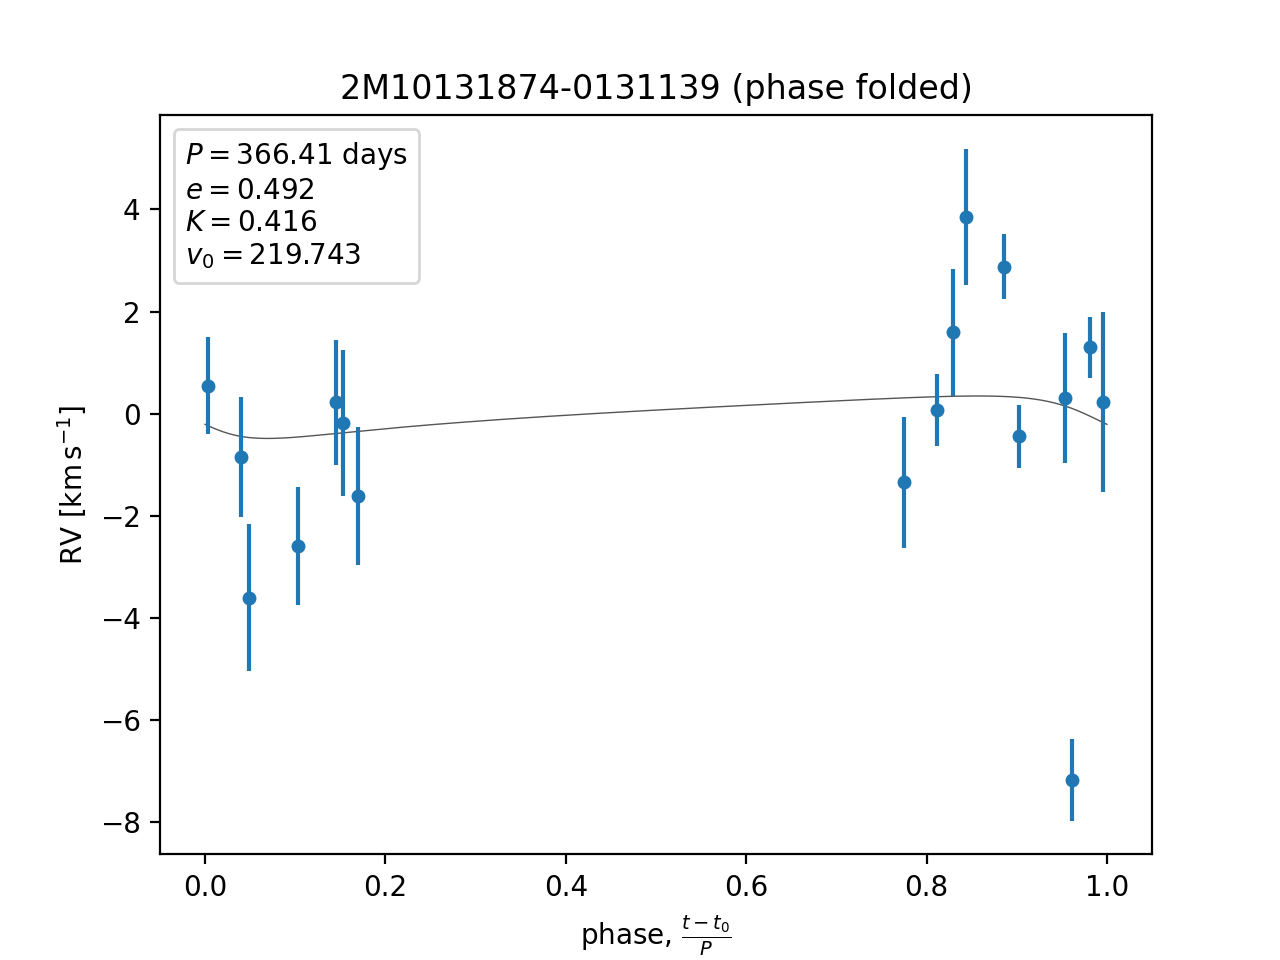 2M10131874-0131139 (phase folded)
P = 366.41 days
e = 0.492
K = 0.416
v₀ = 219.743
4
2
0
−2
−4
−6
−8
RV [km s⁻¹]
0.0 0.2 0.4 0.6 0.8 1.0
phase, (t − t₀)/P